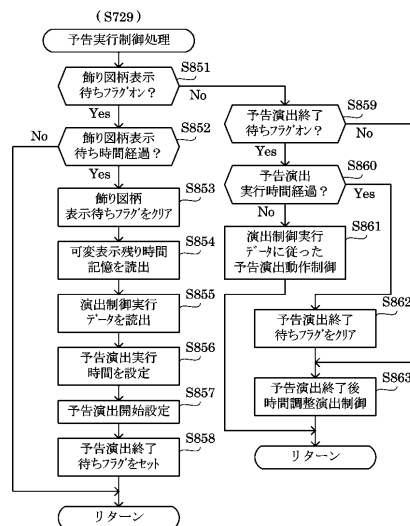 (S729)
予告実行制御処理
S851
飾り図柄表示
待ちフラグオン?
No
Yes
S852
飾り図柄表示
待ち時間経過?
No
Yes
S853
飾り図柄
表示待ちフラグをクリア
S854
可変表示残り時間
記憶を読出
S855
演出制御実行
データを読出
S856
予告演出実行
時間を設定
S857
予告演出開始設定
S858
予告演出終了
待ちフラグをセット
リターン
S859
予告演出終了
待ちフラグオン?
No
Yes
S860
予告演出
実行時間経過?
Yes
No
S861
演出制御実行
データに従った
予告演出動作制御
S862
予告演出終了
待ちフラグをクリア
S863
予告演出終了後
時間調整演出制御
リターン